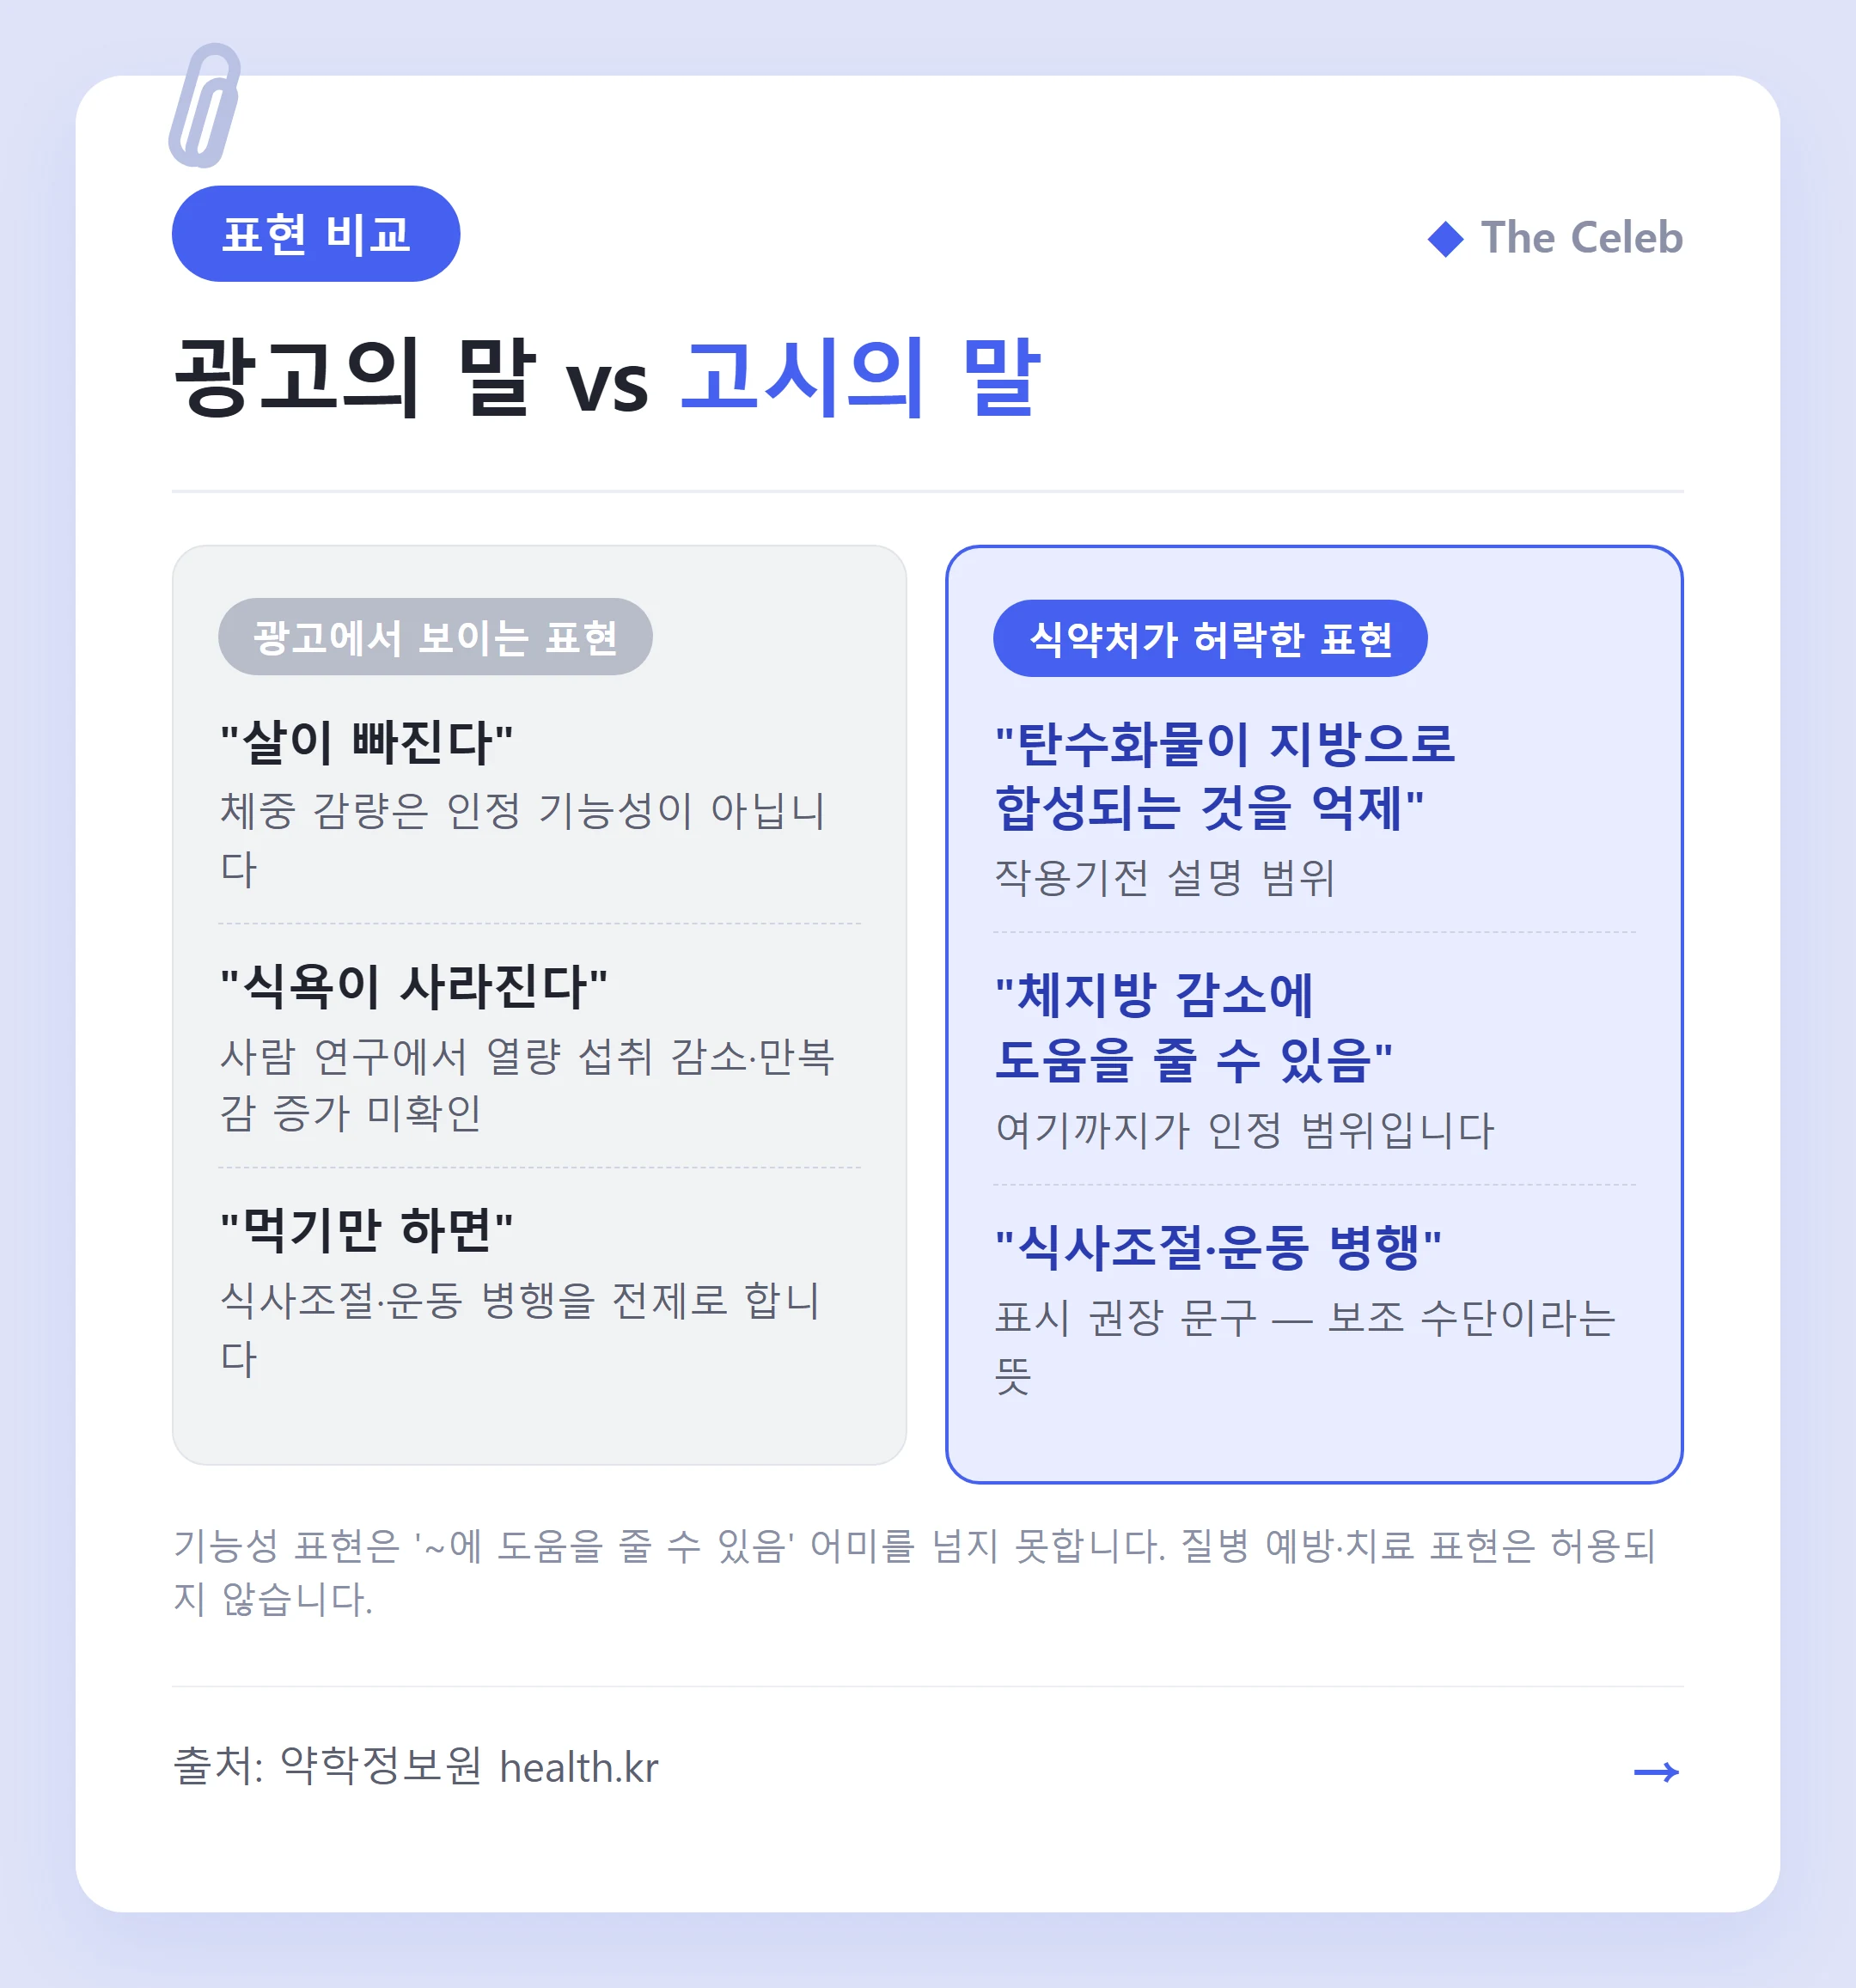 표현 비교
◆ The Celeb
광고의 말 vs 고시의 말
광고에서 보이는 표현
"살이 빠진다"
체중 감량은 인정 기능성이 아닙니
다
"식욕이 사라진다"
사람 연구에서 열량 섭취 감소·만복
감 증가 미확인
"먹기만 하면"
식사조절·운동 병행을 전제로 합니
다
식약처가 허락한 표현
"탄수화물이 지방으로
합성되는 것을 억제"
작용기전 설명 범위
"체지방 감소에
도움을 줄 수 있음"
여기까지가 인정 범위입니다
"식사조절·운동 병행"
표시 권장 문구 — 보조 수단이라는
뜻
기능성 표현은 '~에 도움을 줄 수 있음' 어미를 넘지 못합니다. 질병 예방·치료 표현은 허용되
지 않습니다.
출처: 약학정보원 health.kr
→